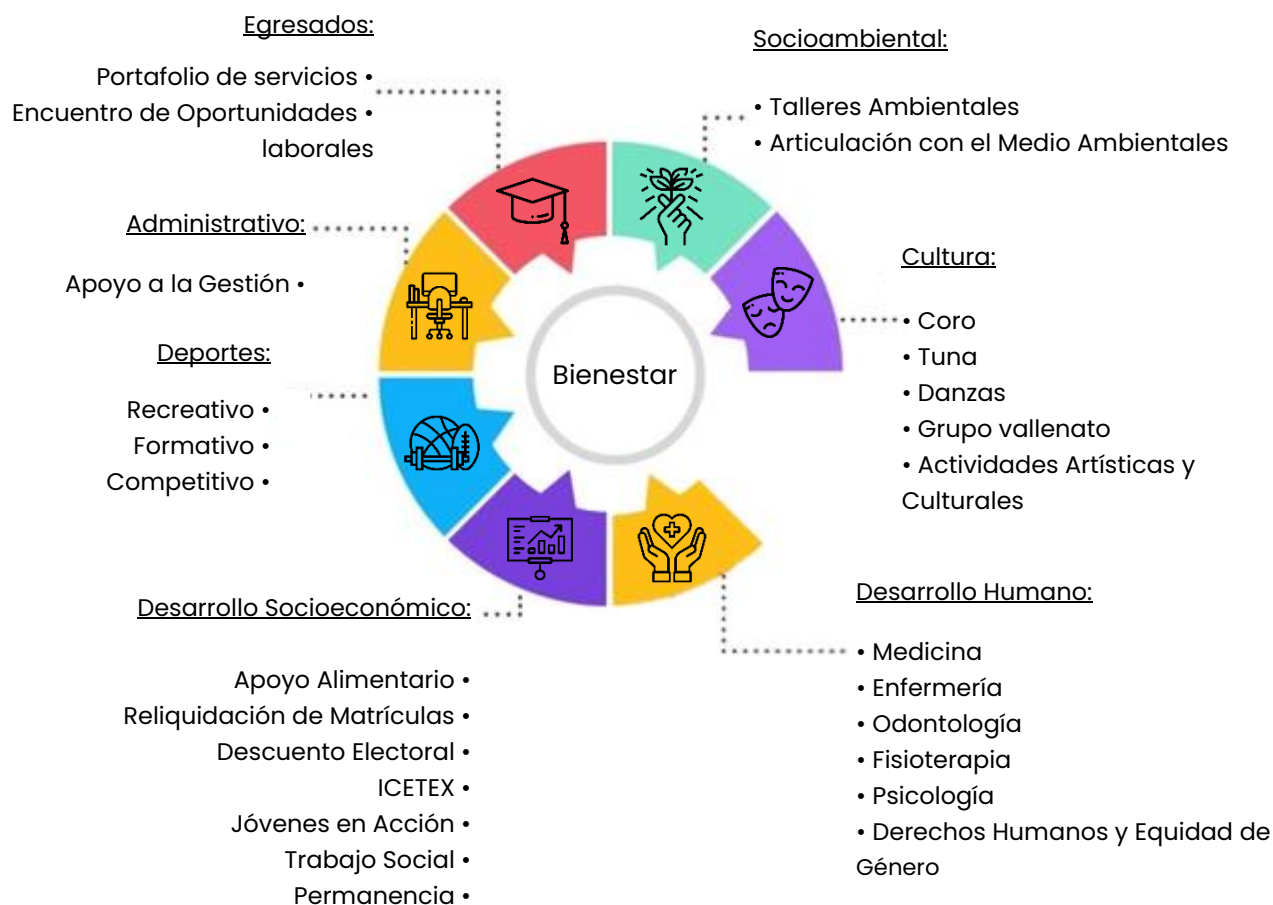 Egresados:
Portafolio de servicios •
Encuentro de Oportunidades •
laborales
Socioambiental:
• Talleres Ambientales
• Articulación con el Medio Ambientales
Administrativo:
Apoyo a la Gestión •
Cultura:
• Coro
• Tuna
• Danzas
• Grupo vallenato
• Actividades Artísticas y
Culturales
Deportes:
Recreativo •
Formativo •
Competitivo •
Bienestar
Desarrollo Socioeconómico:
Apoyo Alimentario •
Reliquidación de Matrículas •
Descuento Electoral •
ICETEX •
Jóvenes en Acción •
Trabajo Social •
Permanencia •
Desarrollo Humano:
• Medicina
• Enfermería
• Odontología
• Fisioterapia
• Psicología
• Derechos Humanos y Equidad de
Género